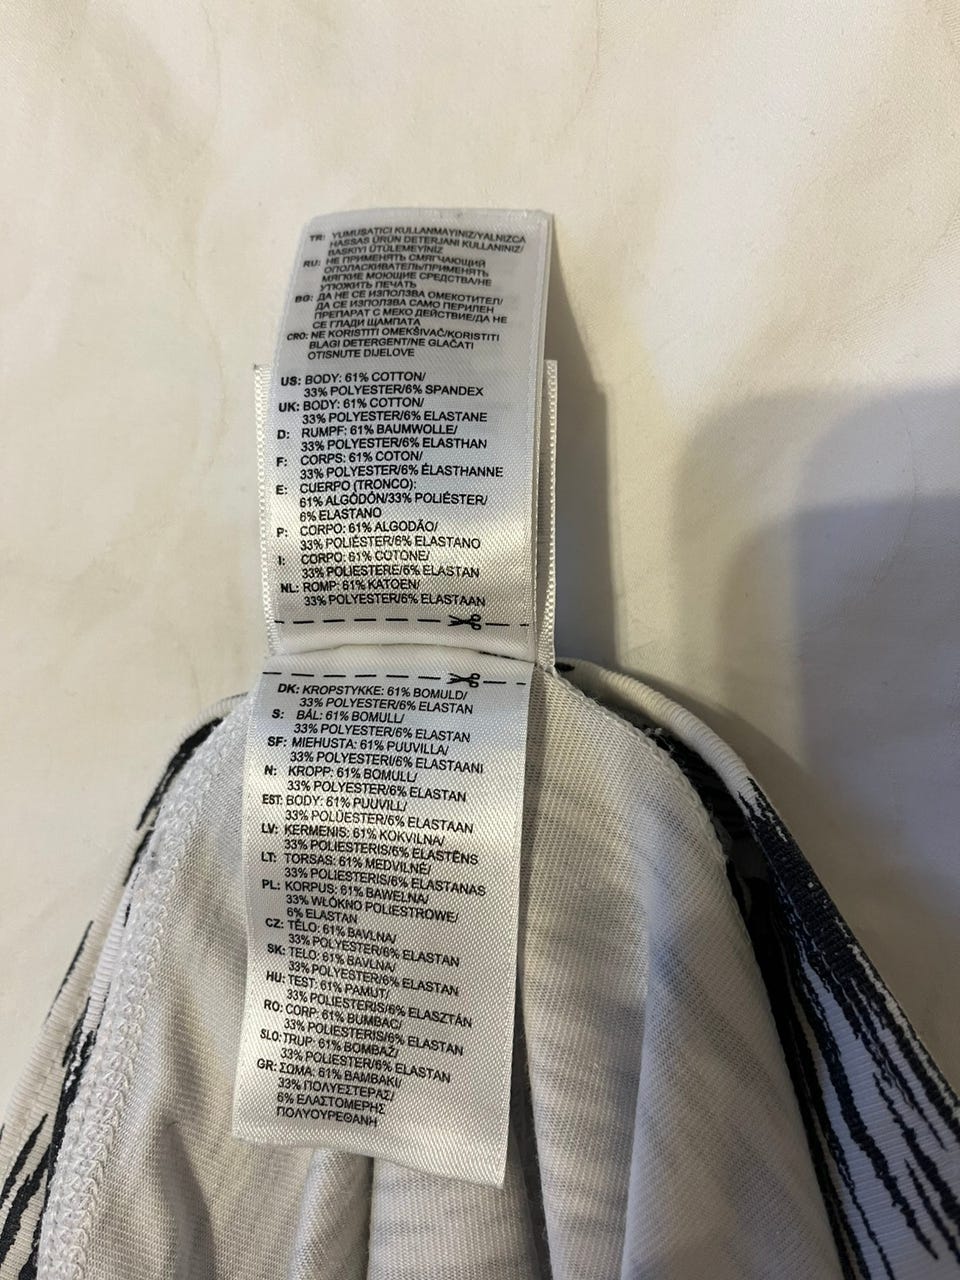 TR: YUMUŞATICI KULLANMAYINIZ/YALNIZCA
HASSAS ÜRÜN DETERJANI KULLANINIZ/
BASKIYI ÜTÜLEMEYİNİZ
RU: НЕ ПРИМЕНЯТЬ СМЯГЧАЮЩИЙ
ОПОЛАСКИВАТЕЛЬ/ПРИМЕНЯТЬ
МЯГКИЕ МОЮЩИЕ СРЕДСТВА/НЕ
УТЮЖИТЬ ПЕЧАТЬ
BG: ДА НЕ СЕ ИЗПОЛЗВА ОМЕКОТИТЕЛ/
ДА СЕ ИЗПОЛЗВА САМО ПЕРИЛЕН
ПРЕПАРАТ С МЕКО ДЕЙСТВИЕ/ДА НЕ
СЕ ГЛАДИ ЩАМПАТА
CRO: NE KORISTITI OMEKŠIVAČ/KORISTITI
BLAGI DETERGENT/NE GLAČATI
OTISNUTE DIJELOVE
US: BODY: 61% COTTON/
33% POLYESTER/6% SPANDEX
UK: BODY: 61% COTTON/
33% POLYESTER/6% ELASTANE
D: RUMPF: 61% BAUMWOLLE/
33% POLYESTER/6% ELASTHAN
F: CORPS: 61% COTON/
33% POLYESTER/6% ÉLASTHANNE
E: CUERPO (TRONCO):
61% ALGÓDÓN/33% POLIÉSTER/
6% ELASTANO
P: CORPO: 61% ALGODÃO/
33% POLIÉSTER/6% ELASTANO
I: CORPO: 61% COTONE/
33% POLIESTERE/6% ELASTAN
NL: ROMP: 61% KATOEN/
33% POLYESTER/6% ELASTAAN
DK: KROPSTYKKE: 61% BOMULD/
33% POLYESTER/6% ELASTAN
S: BÅL: 61% BOMULL/
33% POLYESTER/6% ELASTAN
SF: MIEHUSTA: 61% PUUVILLA/
33% POLYESTERI/6% ELASTAANI
N: KROPP: 61% BOMULL/
33% POLYESTER/6% ELASTAN
EST: BODY: 61% PUUVILL/
33% POLÜESTER/6% ELASTAAN
LV: ĶERMENIS: 61% KOKVILNA/
33% POLIESTERIS/6% ELASTĒNS
LT: TORSAS: 61% MEDVILNĖ/
33% POLIESTERIS/6% ELASTANAS
PL: KORPUS: 61% BAWEŁNA/
33% WŁÓKNO POLIESTROWE/
6% ELASTAN
CZ: TĚLO: 61% BAVLNA/
33% POLYESTER/6% ELASTAN
SK: TELO: 61% BAVLNA/
33% POLYESTER/6% ELASTAN
HU: TEST: 61% PAMUT/
33% POLIESTERIS/6% ELASZTÁN
RO: CORP: 61% BUMBAC/
33% POLIESTERIS/6% ELASTAN
SLO: TRUP: 61% BOMBAŽ/
33% POLIESTER/6% ELASTAN
GR: ΣΩΜΑ: 61% ΒΑΜΒΑΚΙ/
33% ΠΟΛΥΕΣΤΕΡΑΣ/
6% ΕΛΑΣΤΟΜΕΡΗΣ
ΠΟΛΥΟΥΡΕΘΑΝΗ